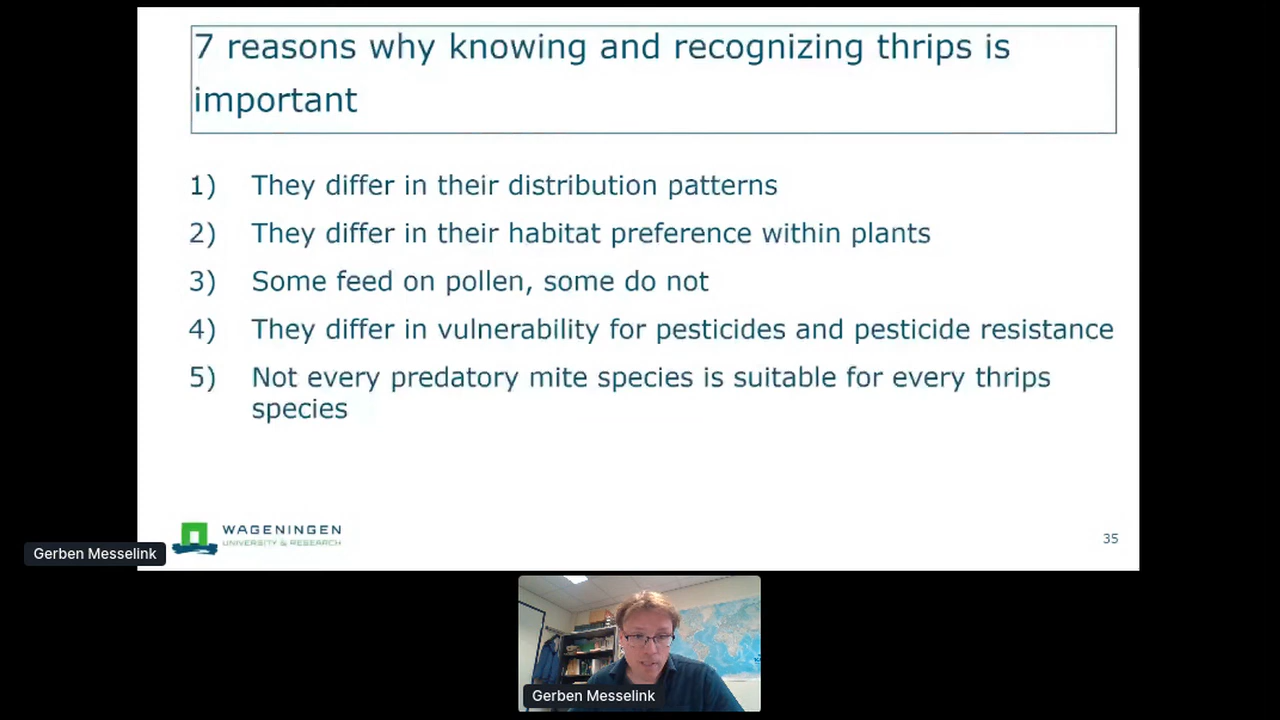 7 reasons why knowing and recognizing thrips is
important
1) They differ in their distribution patterns
2) They differ in their habitat preference within plants
3) Some feed on pollen, some do not
4) They differ in vulnerability for pesticides and pesticide resistance
5) Not every predatory mite species is suitable for every thrips
species
WAGENINGEN
UNIVERSITY & RESEARCH
35
Gerben Messelink
Gerben Messelink